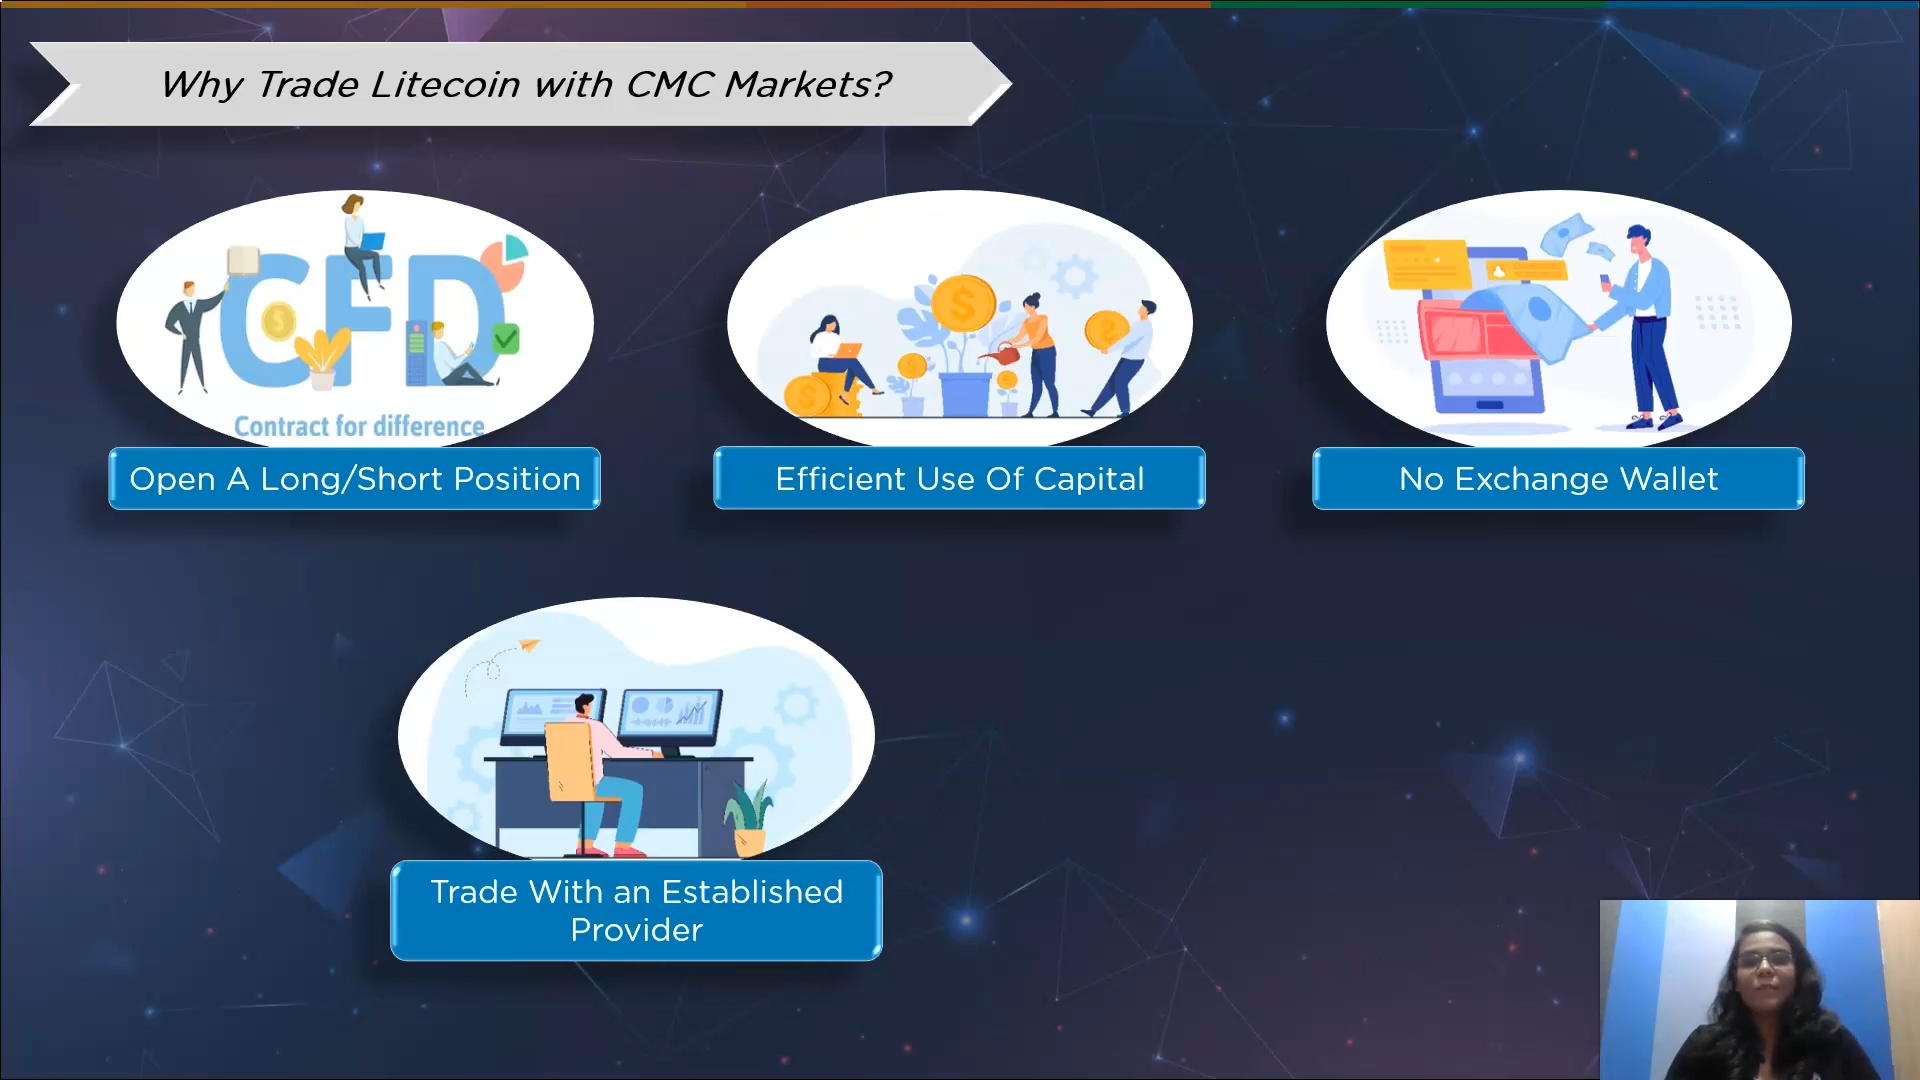 Why Trade Litecoin with CMC Markets?
CFD
Contract for difference
Open A Long/Short Position
Efficient Use Of Capital
No Exchange Wallet
Trade With an Established
Provider